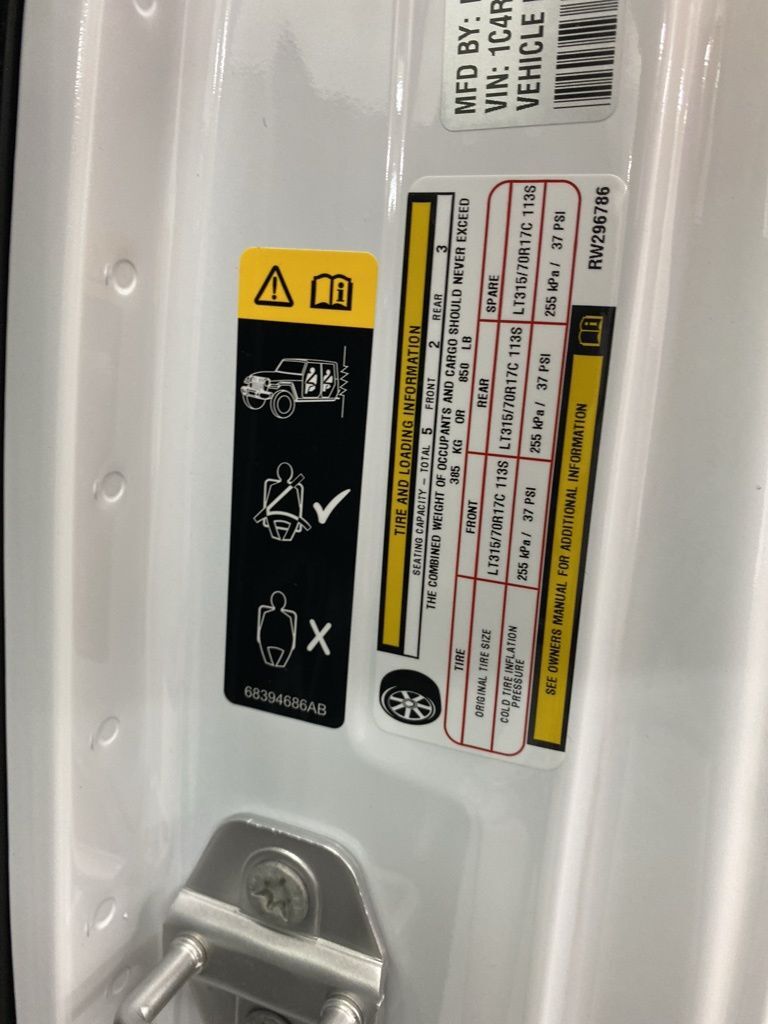 MFD BY:
VIN: 1C4R
VEHICLE
TIRE AND LOADING INFORMATION
SEATING CAPACITY – TOTAL 5 FRONT 2 REAR 3
THE COMBINED WEIGHT OF OCCUPANTS AND CARGO SHOULD NEVER EXCEED
385 KG OR 850 LB
TIRE FRONT REAR SPARE
ORIGINAL TIRE SIZE LT315/70R17C 113S LT315/70R17C 113S LT315/70R17C 113S
COLD TIRE INFLATION
PRESSURE 255 kPa / 37 PSI 255 kPa / 37 PSI 255 kPa / 37 PSI
SEE OWNERS MANUAL FOR ADDITIONAL INFORMATION
RW296786
X
68394686AB